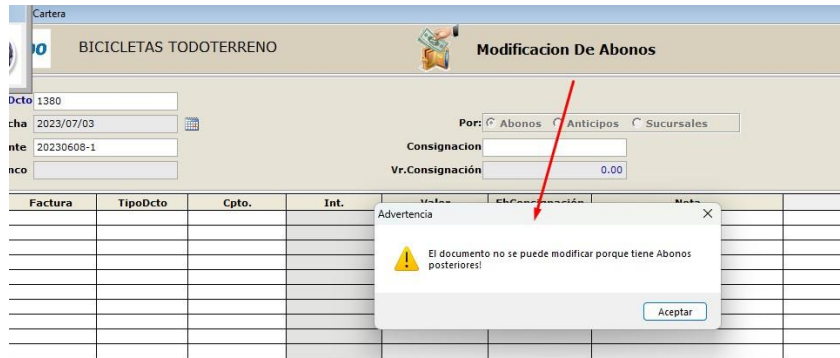 Cartera
BICICLETAS TODOTERRENO
Modificacion De Abonos
Dcto 1380
cha 2023/07/03
Por: Abonos Anticipos Sucursales
nte 20230608-1
Consignacion
nco
Vr.Consignación 0.00
Factura TipoDcto Cpto. Int. Valor FhConsignación Nota
Advertencia
El documento no se puede modificar porque tiene Abonos
posteriores!
Aceptar